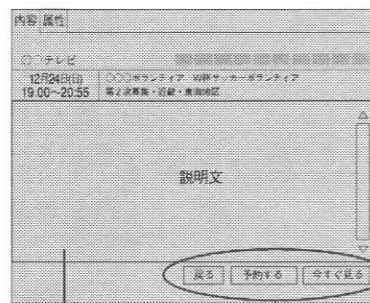 内容 属性
○○テレビ
12月24日(日) ○○○ボランティア W杯サッカーボランティア
19:00～20:55 第2次募集・近畿・東海地区
説明文
戻る 予約する 今すぐ見る